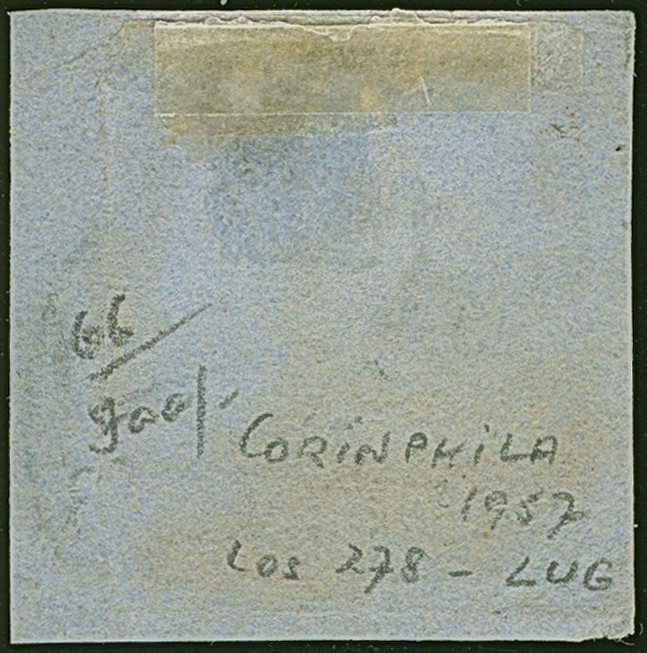 66
900/-
CORINPHILA
1957
Los 278 - LUG